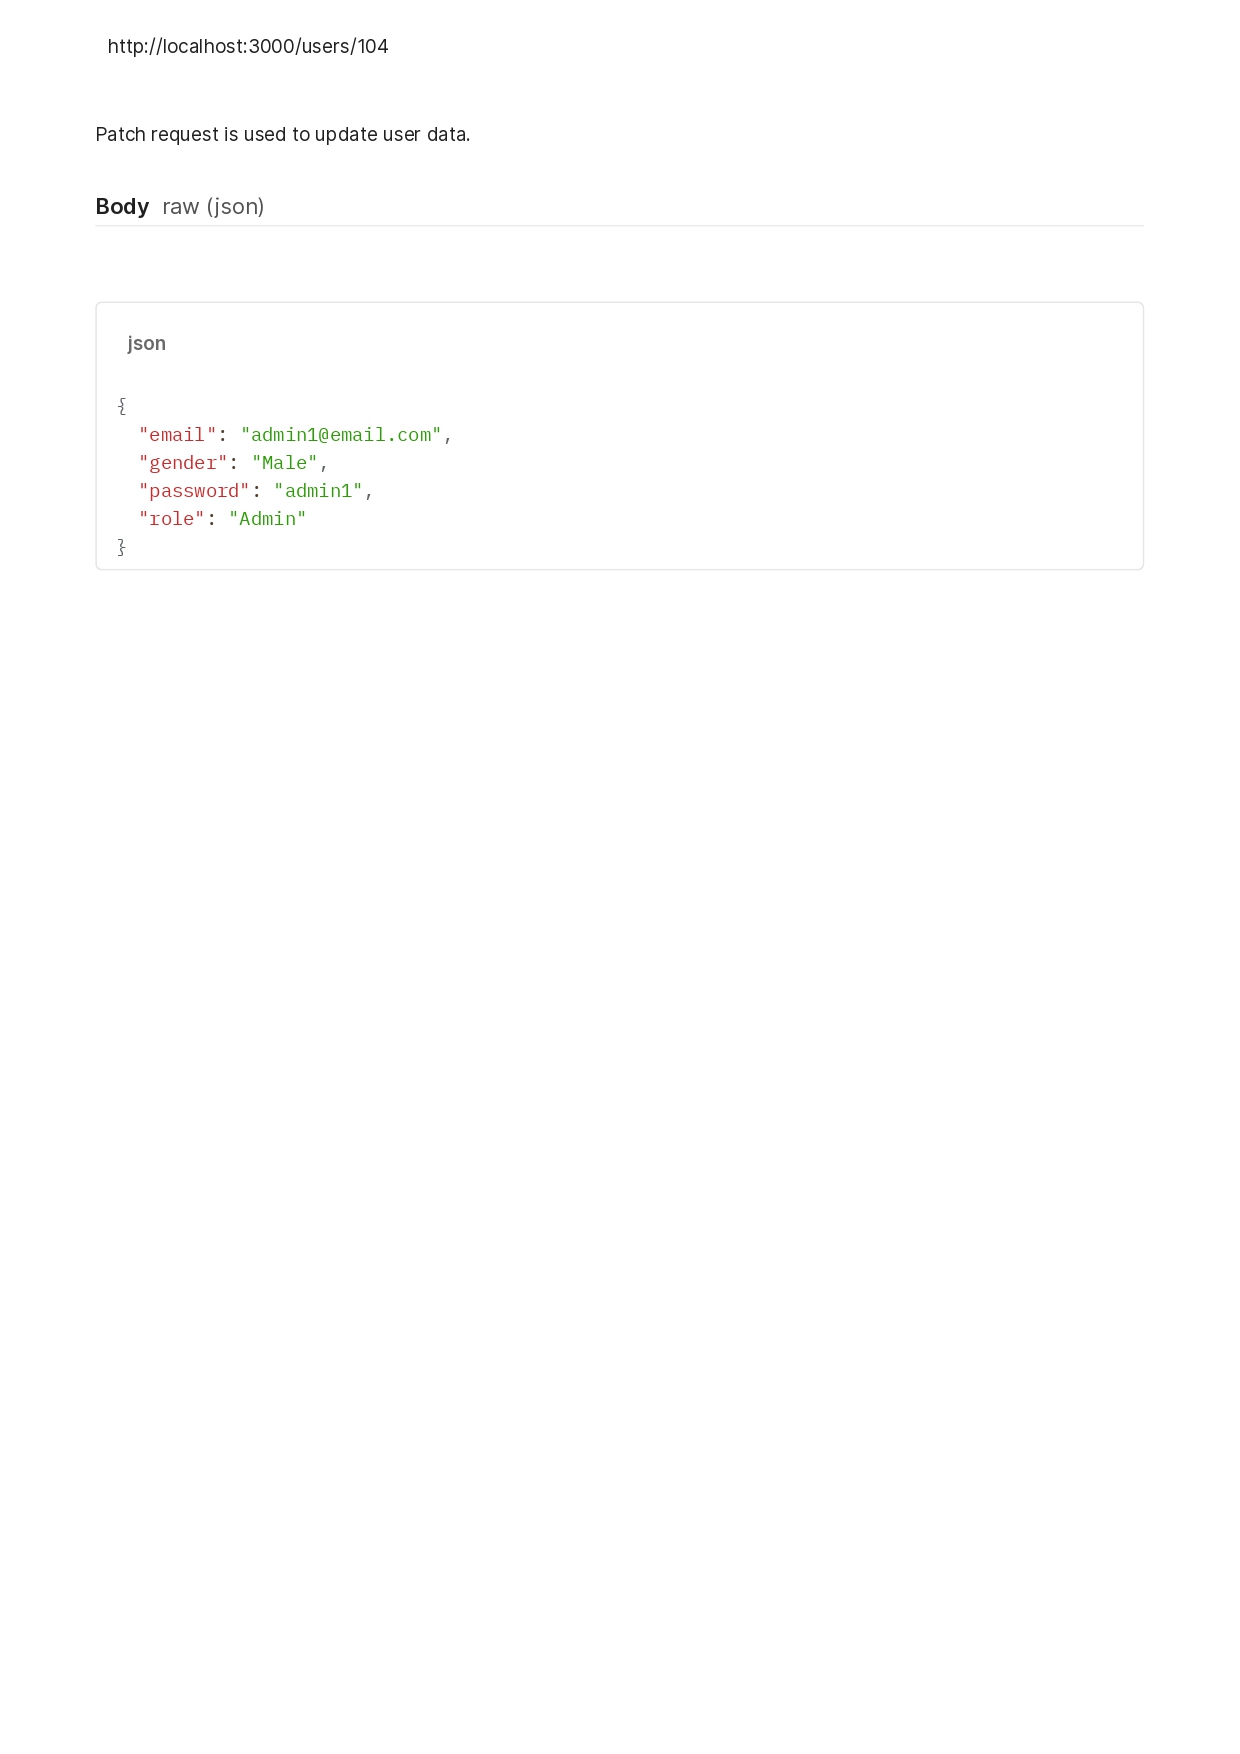 http://localhost:3000/users/104
Patch request is used to update user data.
Body raw (json)
json
{
  "email": "admin1@email.com",
  "gender": "Male",
  "password": "admin1",
  "role": "Admin"
}